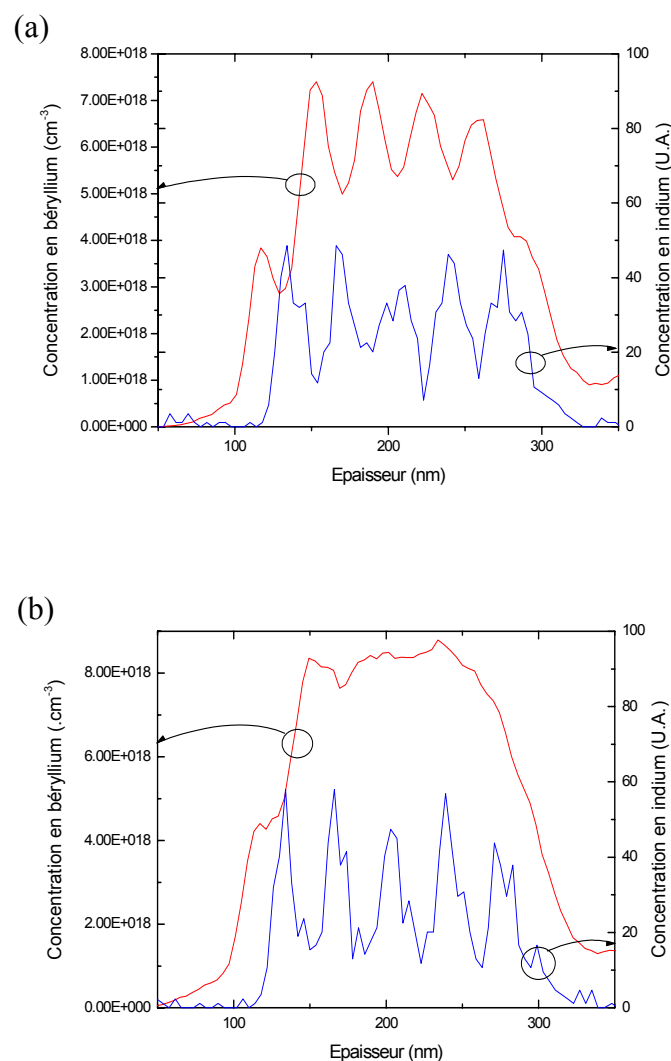 (a)
8.00E+018
7.00E+018
6.00E+018
5.00E+018
4.00E+018
3.00E+018
2.00E+018
1.00E+018
0.00E+000
Concentration en béryllium (cm⁻³)
100
80
60
40
20
0
Concentration en indium (U.A.)
100
200
300
Epaisseur (nm)
(b)
8.00E+018
6.00E+018
4.00E+018
2.00E+018
0.00E+000
Concentration en béryllium (.cm⁻³)
100
80
60
40
20
0
Concentration en indium (U.A.)
100
200
300
Epaisseur (nm)